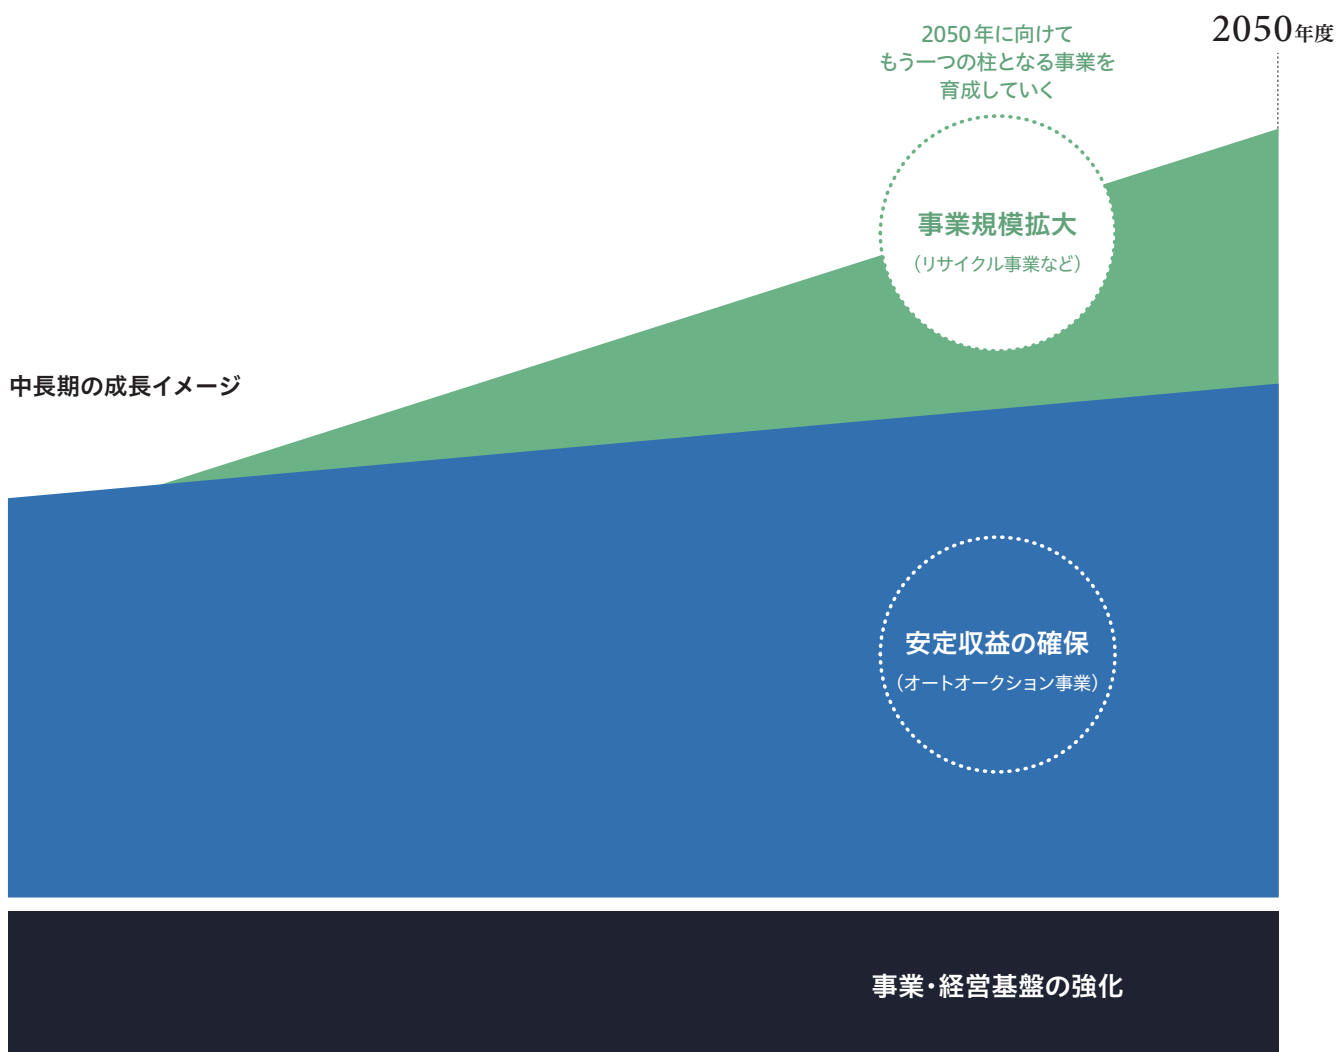 2050年度
2050年に向けて
もう一つの柱となる事業を
育成していく
事業規模拡大
（リサイクル事業など）
中長期の成長イメージ
安定収益の確保
（オートオークション事業）
事業・経営基盤の強化